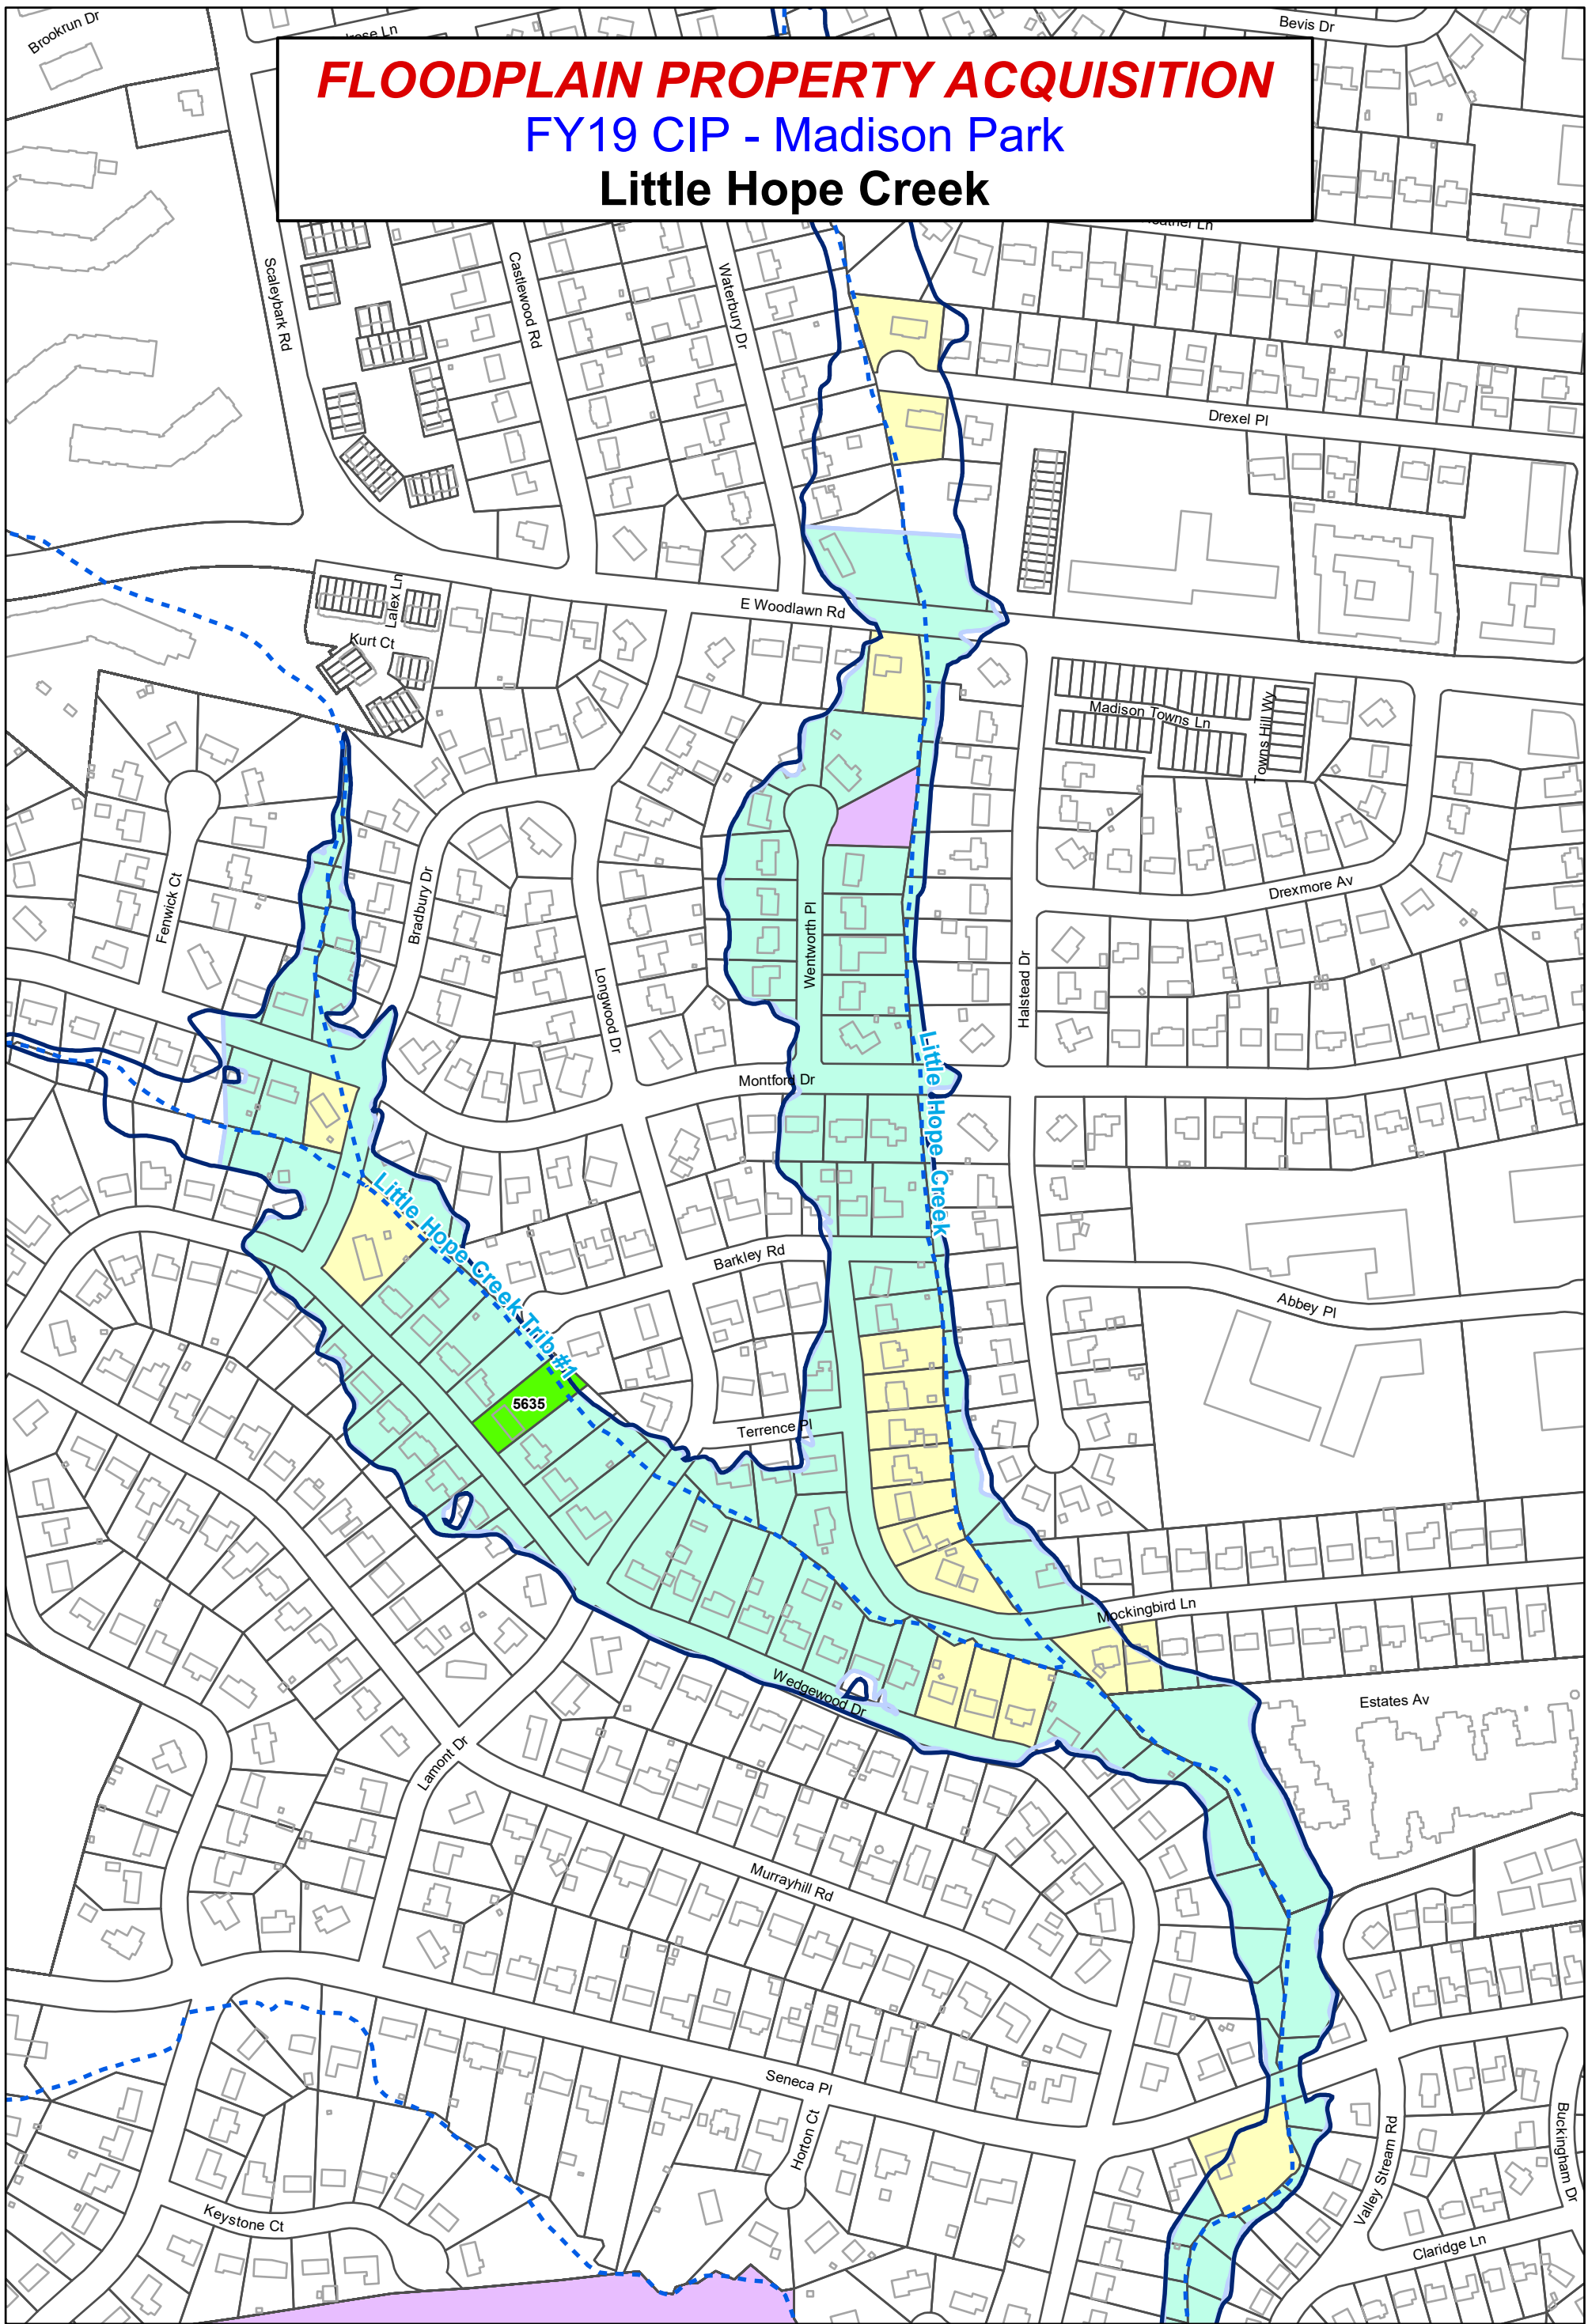 Brookrun Dr
Bevis Dr
FLOODPLAIN PROPERTY ACQUISITION
FY19 CIP - Madison Park
Little Hope Creek
Scaleybark Rd
Castlewood Rd
Waterbury Dr
Drexel Pl
E Woodlawn Rd
Lalex Ln
Kurt Ct
Madison Towns Ln
Towns Hill Wy
Fenwick Ct
Bradbury Dr
Longwood Dr
Wentworth Pl
Halstead Dr
Drexmore Av
Montford Dr
Little Hope Creek
Little Hope Creek Trib #1
Barkley Rd
Abbey Pl
5635
Terrence Pl
Mockingbird Ln
Wedgewood Dr
Estates Av
Lamont Dr
Murrayhill Rd
Seneca Pl
Horton Ct
Valley Stream Rd
Buckingham Dr
Keystone Ct
Claridge Ln